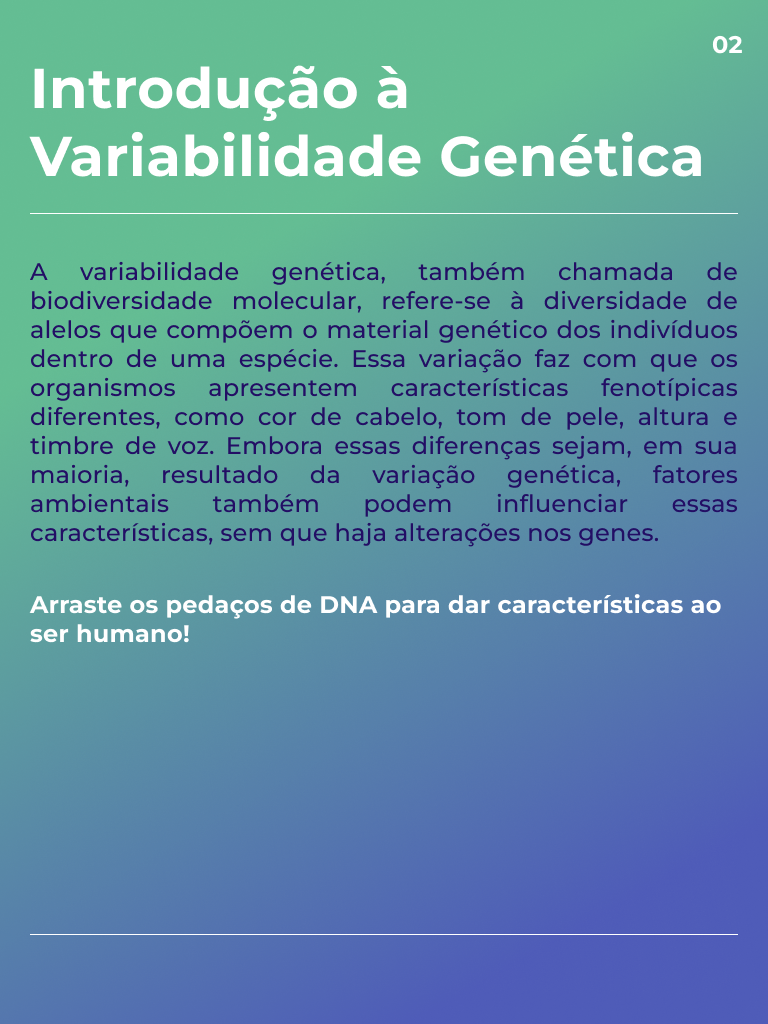 02
Introdução à
Variabilidade Genética
A variabilidade genética, também chamada de
biodiversidade molecular, refere-se à diversidade de
alelos que compõem o material genético dos indivíduos
dentro de uma espécie. Essa variação faz com que os
organismos apresentem características fenotípicas
diferentes, como cor de cabelo, tom de pele, altura e
timbre de voz. Embora essas diferenças sejam, em sua
maioria, resultado da variação genética, fatores
ambientais também podem influenciar essas
características, sem que haja alterações nos genes.
Arraste os pedaços de DNA para dar características ao
ser humano!